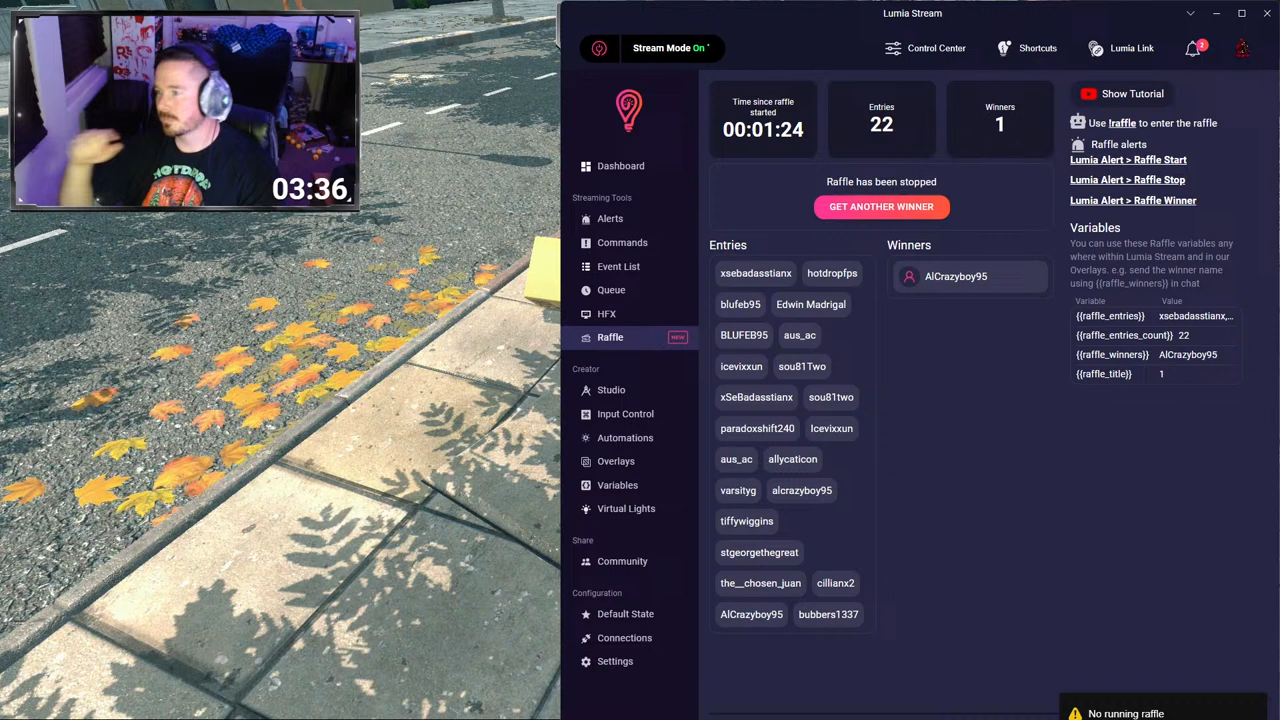 HOTDROP
03:36
Lumia Stream
Stream Mode On
Control Center
Shortcuts
Lumia Link
2
Dashboard
Streaming Tools
Alerts
Commands
Event List
Queue
HFX
Raffle
NEW
Creator
Studio
Input Control
Automations
Overlays
Variables
Virtual Lights
Share
Community
Configuration
Default State
Connections
Settings
Time since raffle
started
00:01:24
Entries
22
Winners
1
Raffle has been stopped
GET ANOTHER WINNER
Entries
xsebadasstianx hotdropfps
blufeb95 Edwin Madrigal
BLUFEB95 aus_ac
icevixxun sou81Two
xSeBadasstianx sou81two
paradoxshift240 Icevixxun
aus_ac allycaticon
varsityg alcrazyboy95
tiffywiggins
stgeorgethegreat
the__chosen_juan cillianx2
AlCrazyboy95 bubbers1337
Winners
AlCrazyboy95
Show Tutorial
Use !raffle to enter the raffle
Raffle alerts
Lumia Alert > Raffle Start
Lumia Alert > Raffle Stop
Lumia Alert > Raffle Winner
Variables
You can use these Raffle variables any
where within Lumia Stream and in our
Overlays. e.g. send the winner name
using {{raffle_winners}} in chat
Variable Value
{{raffle_entries}} xsebadasstianx,...
{{raffle_entries_count}} 22
{{raffle_winners}} AlCrazyboy95
{{raffle_title}} 1
No running raffle